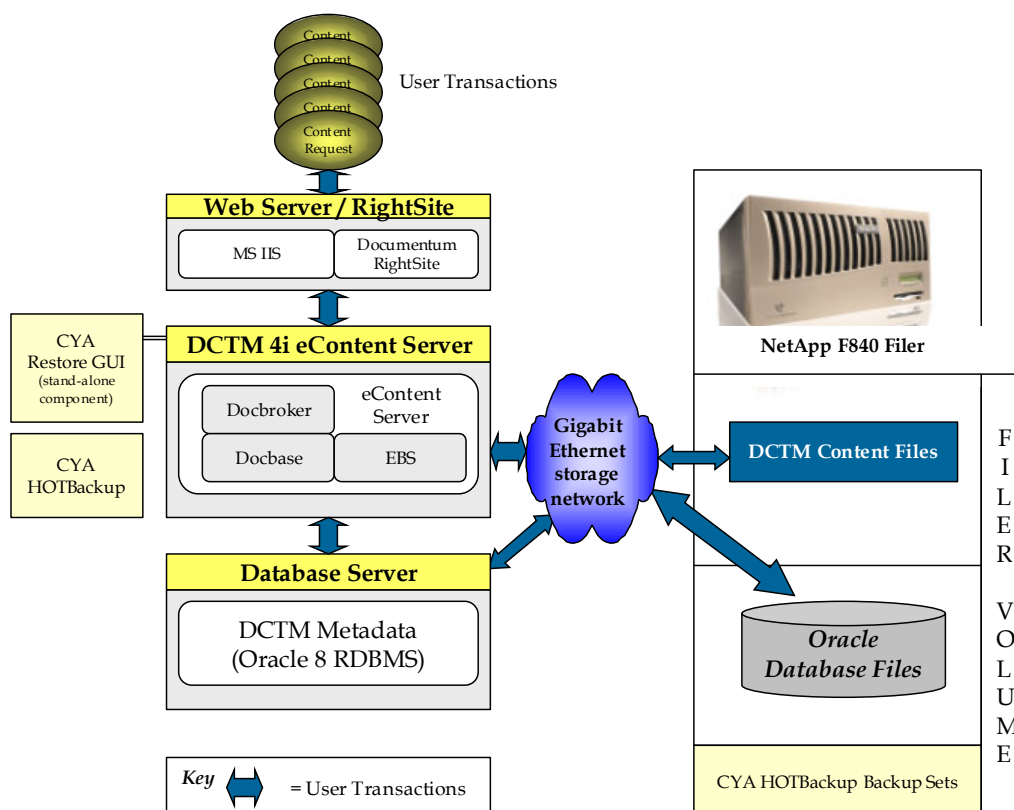 Content
Content
Content
Content
Content
Request
User Transactions
Web Server / RightSite
MS IIS
Documentum
RightSite
CYA
Restore GUI
(stand-alone
component)
CYA
HOTBackup
DCTM 4i eContent Server
eContent
Server
Docbroker
Docbase
EBS
Database Server
DCTM Metadata
(Oracle 8 RDBMS)
Gigabit
Ethernet
storage
network
NetApp F840 Filer
DCTM Content Files
Oracle
Database Files
CYA HOTBackup Backup Sets
F
I
L
E
R
V
O
L
U
M
E
Key
= User Transactions